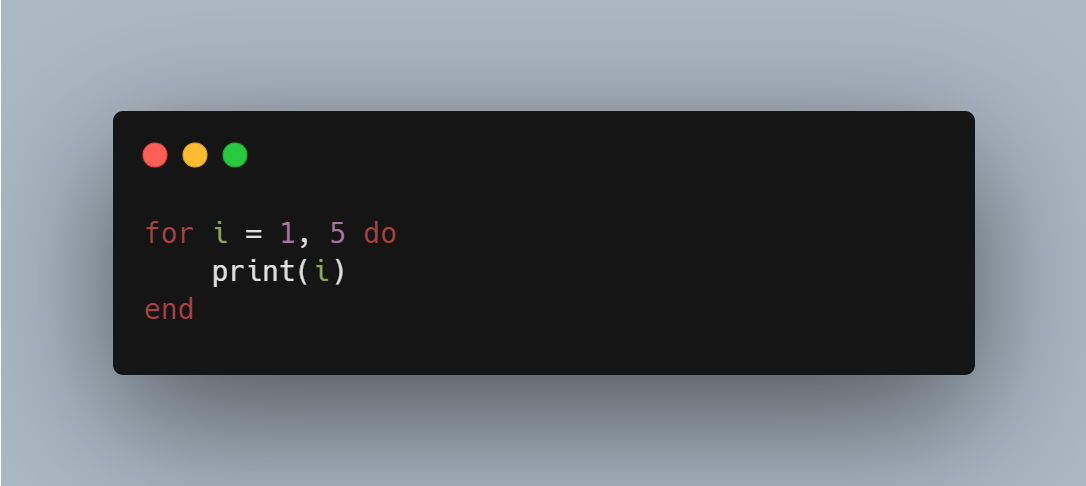 for i = 1, 5 do
    print(i)
end